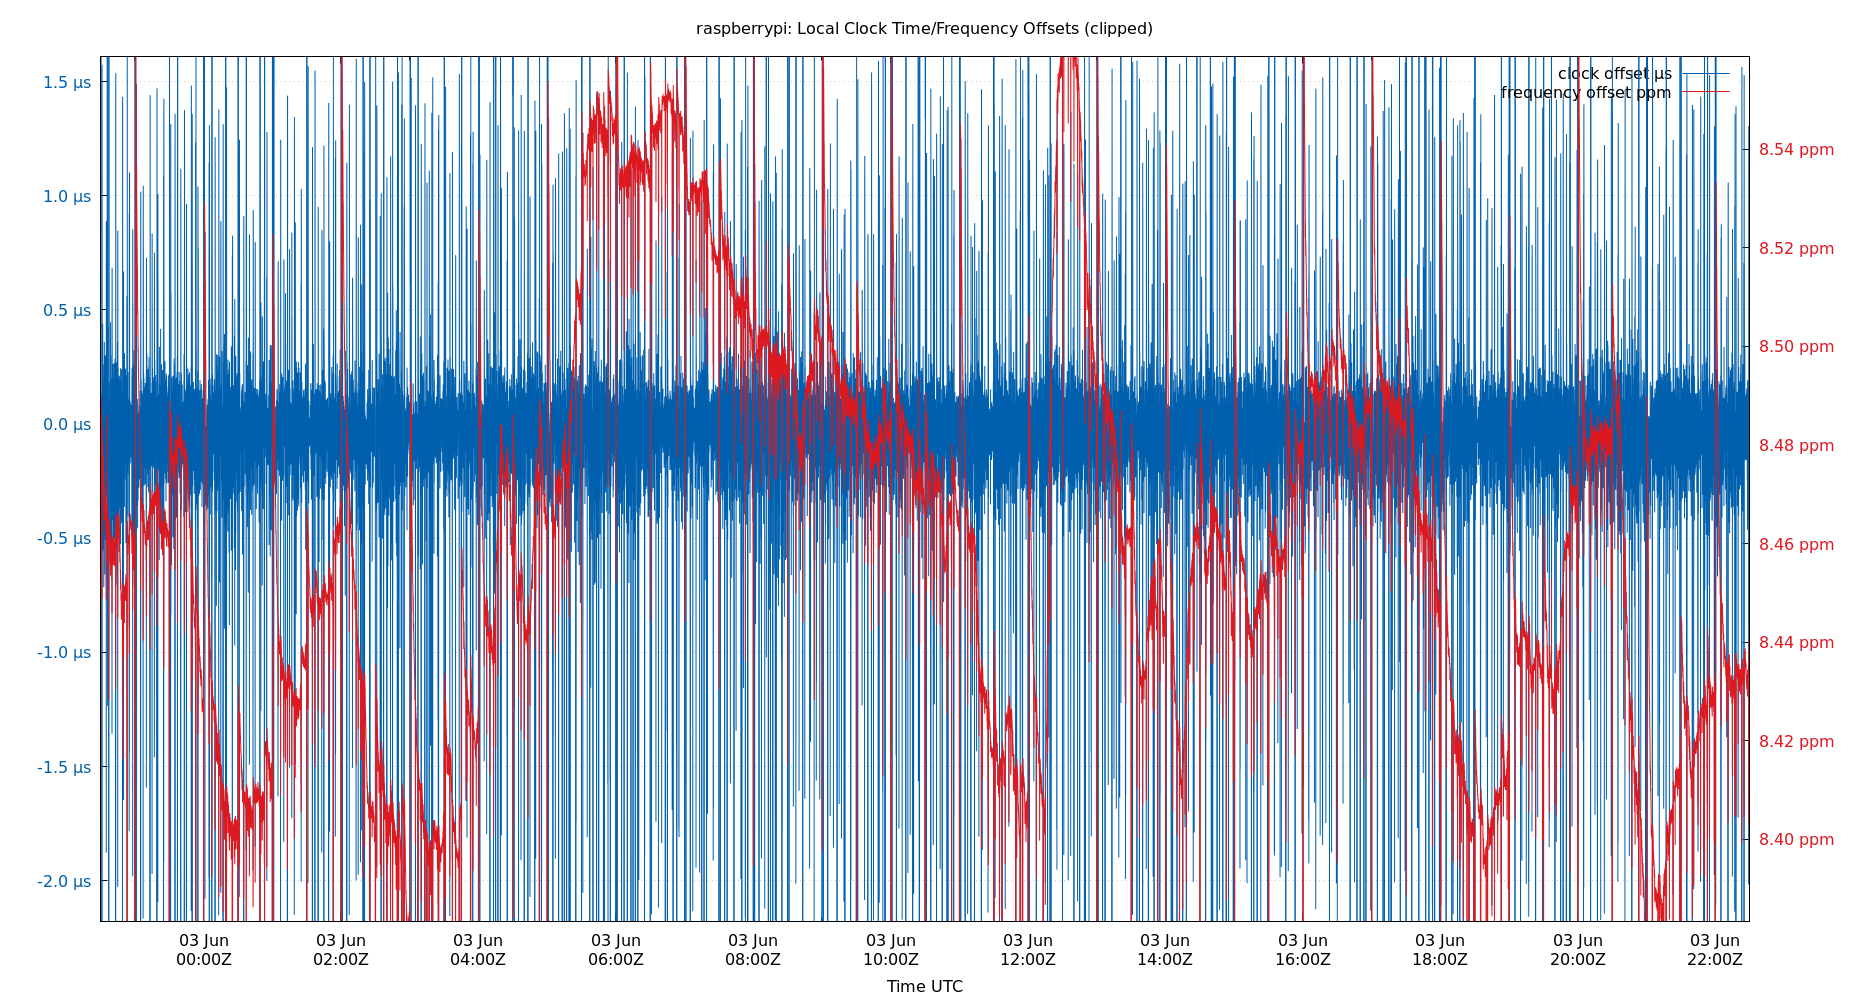 raspberrypi: Local Clock Time/Frequency Offsets (clipped)
clock offset µs
frequency offset ppm
1.5 µs
1.0 µs
0.5 µs
0.0 µs
-0.5 µs
-1.0 µs
-1.5 µs
-2.0 µs
8.54 ppm
8.52 ppm
8.50 ppm
8.48 ppm
8.46 ppm
8.44 ppm
8.42 ppm
8.40 ppm
03 Jun 03 Jun 03 Jun 03 Jun 03 Jun 03 Jun 03 Jun 03 Jun 03 Jun 03 Jun 03 Jun 03 Jun
00:00Z 02:00Z 04:00Z 06:00Z 08:00Z 10:00Z 12:00Z 14:00Z 16:00Z 18:00Z 20:00Z 22:00Z
Time UTC